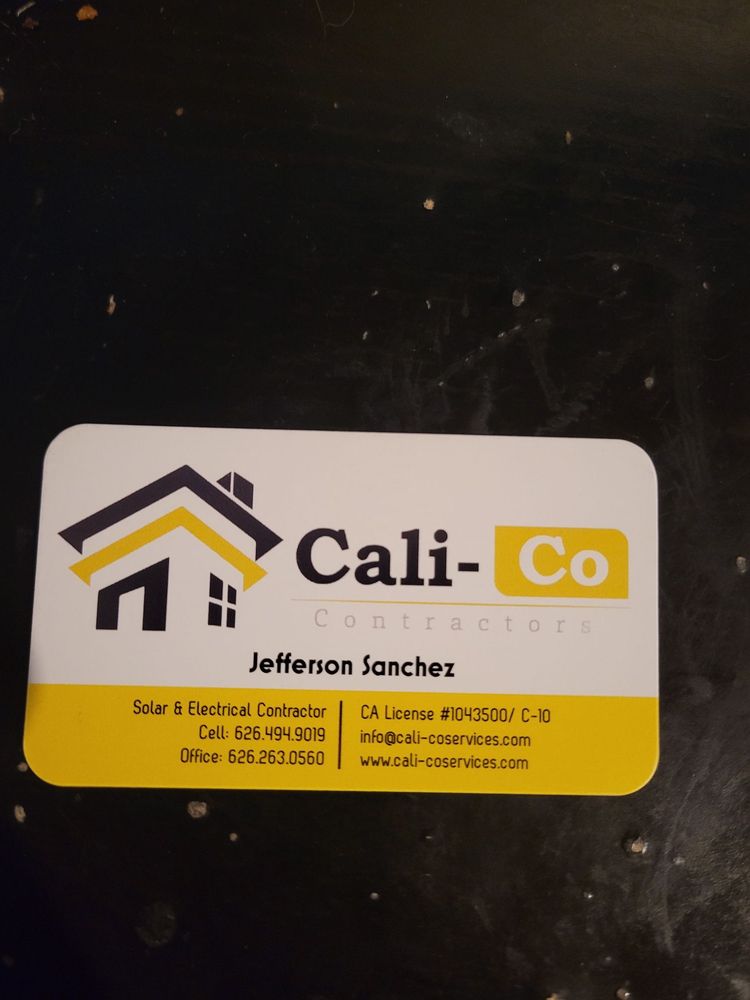 Cali-Co
Contractors
Jefferson Sanchez
Solar & Electrical Contractor
Cell: 626.494.9019
Office: 626.263.0560
CA License #1043500/ C-10
info@cali-coservices.com
www.cali-coservices.com